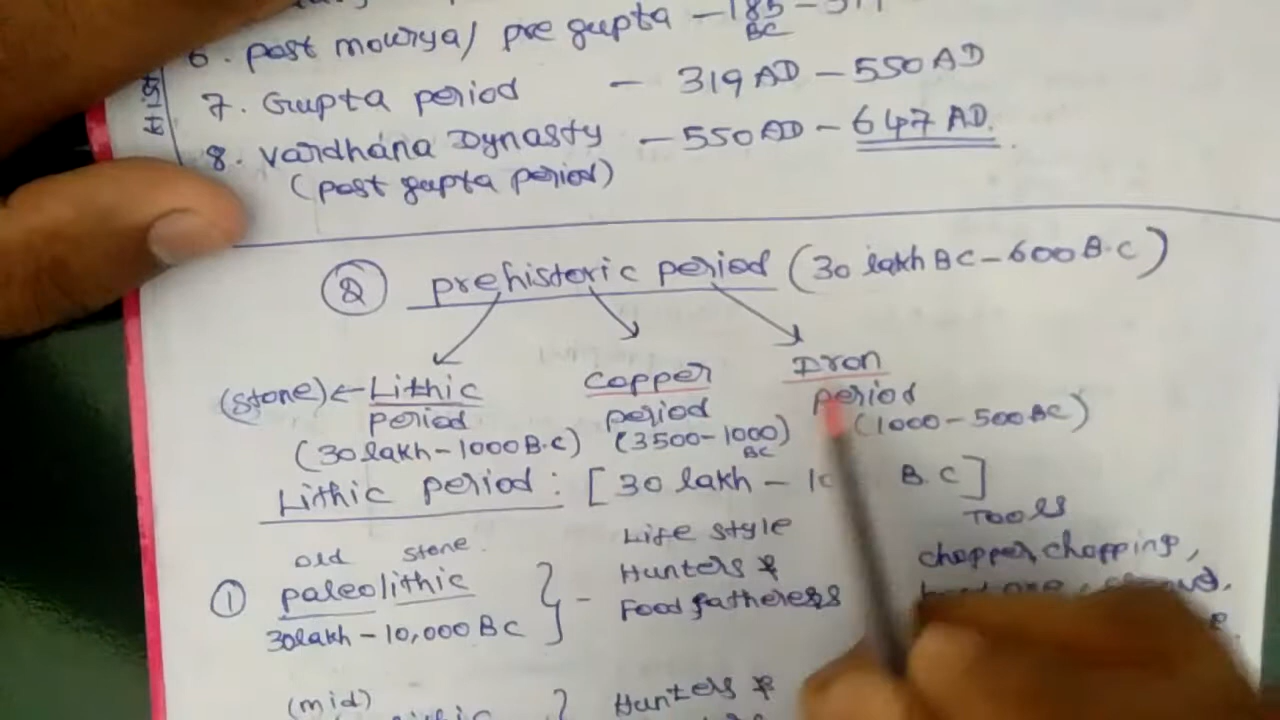 6. post mourya/ pre gupta – 185
BC
7. Gupta period – 319 AD – 550 AD
8. Vardhana Dynasty – 550 AD – 647 AD.
(post gupta period)
② prehistoric period (30 lakh BC – 600 B.C)
(stone) ← Lithic period (30 lakh – 1000 B.C)
Copper period (3500 – 1000 BC)
Iron period (1000 – 500 BC)
Lithic period : [30 lakh – B.C]
old stone
Life style
Tools
① paleolithic
30 lakh – 10,000 BC
Hunters &
Food gatherers
chopper, chopping,
(mid)
Hunters &